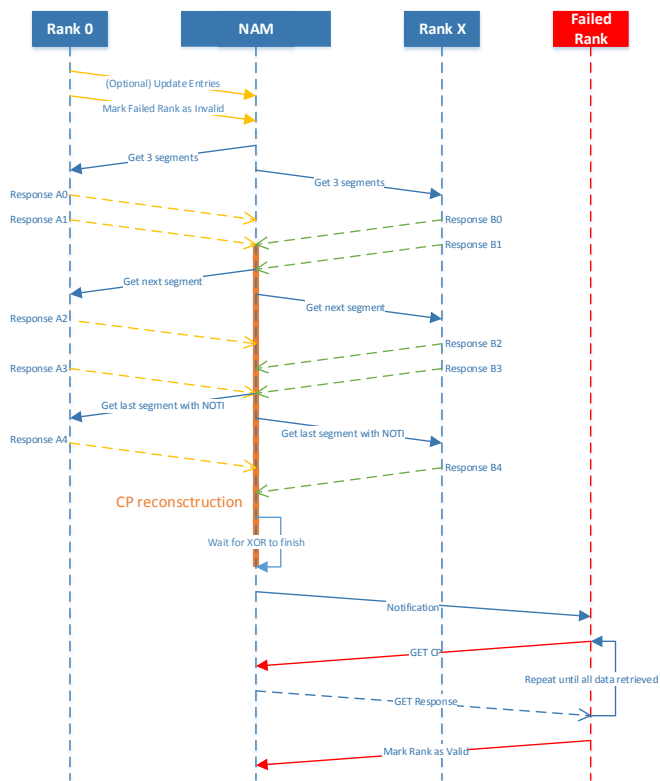 Rank 0
NAM
Rank X
Failed
Rank
(Optional) Update Entries
Mark Failed Rank as Invalid
Get 3 segments
Get 3 segments
Response A0
Response A1
Response B0
Response B1
Get next segment
Get next segment
Response A2
Response B2
Response A3
Response B3
Get last segment with NOTI
Get last segment with NOTI
Response A4
Response B4
CP reconsctruction
Wait for XOR to finish
Notification
GET CP
Repeat until all data retrieved
GET Response
Mark Rank as Valid